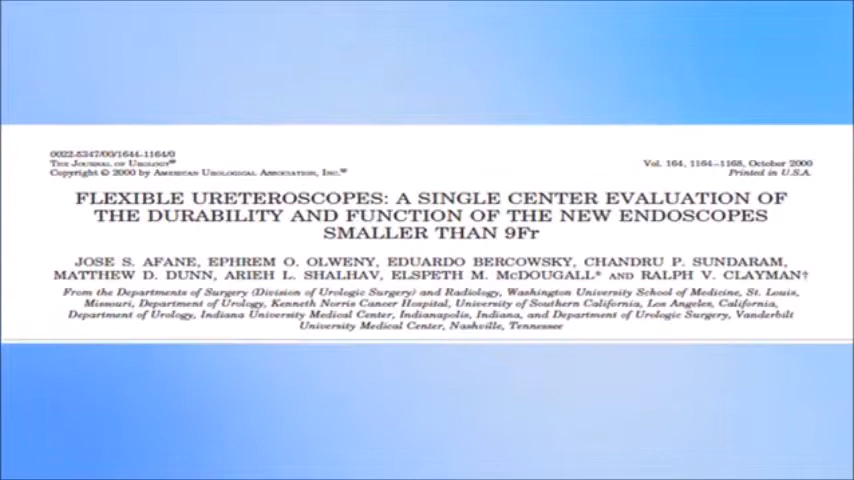 0022-5347/00/1644-1164/0
THE JOURNAL OF UROLOGY®
Copyright © 2000 by AMERICAN UROLOGICAL ASSOCIATION, INC.®
Vol. 164, 1164–1168, October 2000
Printed in U.S.A.
FLEXIBLE URETEROSCOPES: A SINGLE CENTER EVALUATION OF
THE DURABILITY AND FUNCTION OF THE NEW ENDOSCOPES
SMALLER THAN 9Fr
JOSE S. AFANE, EPHREM O. OLWENY, EDUARDO BERCOWSKY, CHANDRU P. SUNDARAM,
MATTHEW D. DUNN, ARIEH L. SHALHAV, ELSPETH M. McDOUGALL* AND RALPH V. CLAYMAN†
From the Departments of Surgery (Division of Urologic Surgery) and Radiology, Washington University School of Medicine, St. Louis,
Missouri, Department of Urology, Kenneth Norris Cancer Hospital, University of Southern California, Los Angeles, California,
Department of Urology, Indiana University Medical Center, Indianapolis, Indiana, and Department of Urologic Surgery, Vanderbilt
University Medical Center, Nashville, Tennessee